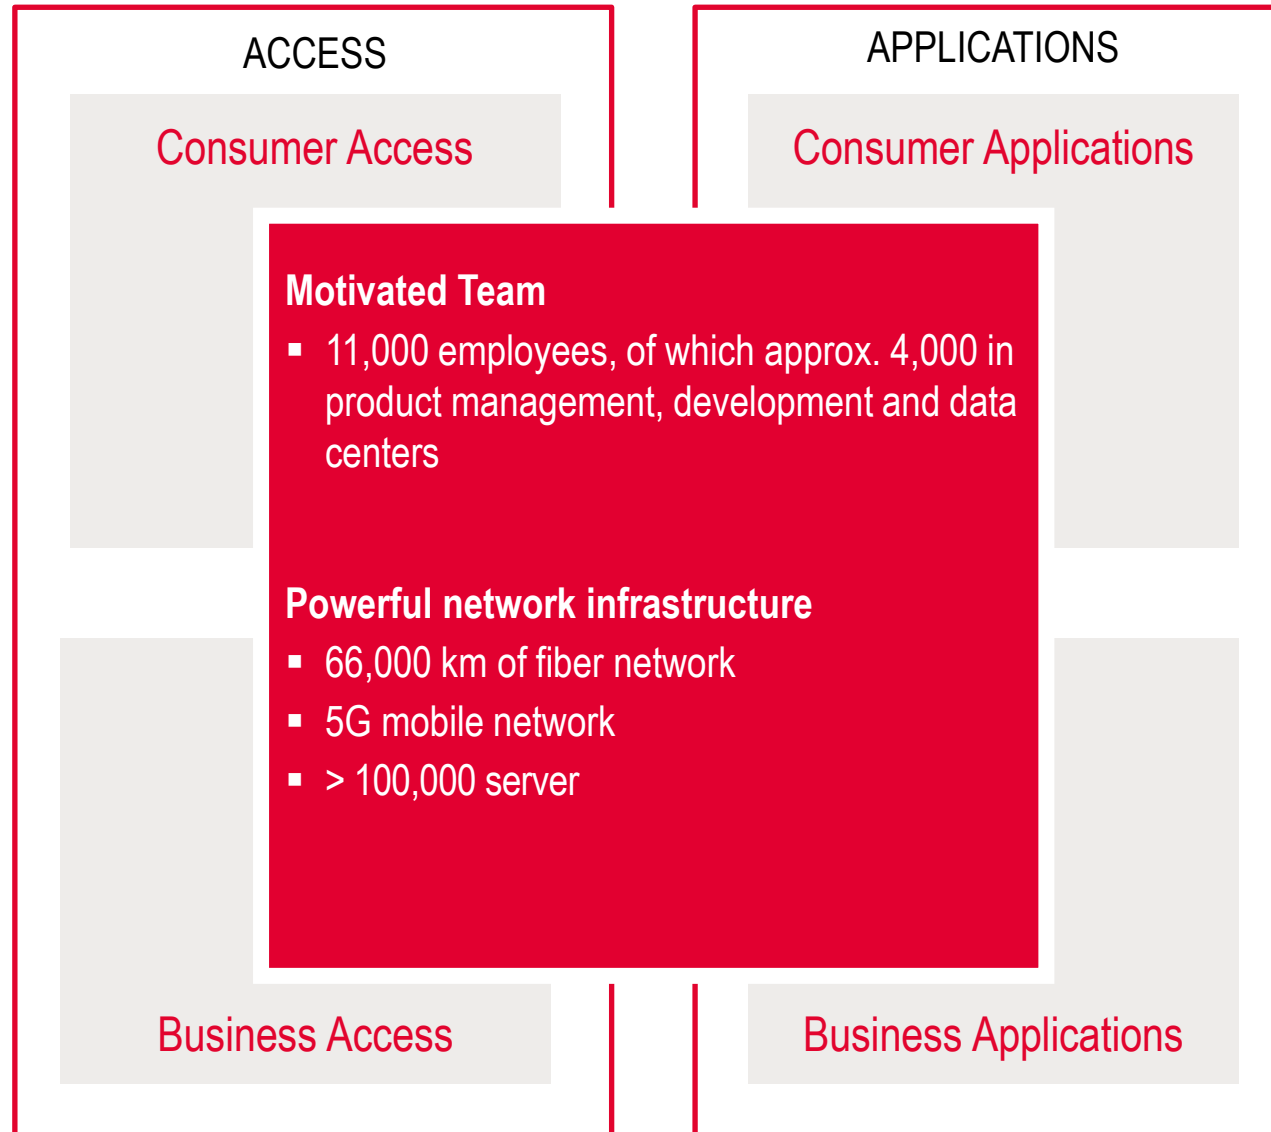 ACCESS
APPLICATIONS
Consumer Access
Consumer Applications
Motivated Team
▪ 11,000 employees, of which approx. 4,000 in
product management, development and data
centers
Powerful network infrastructure
▪ 66,000 km of fiber network
▪ 5G mobile network
▪ > 100,000 server
Business Access
Business Applications